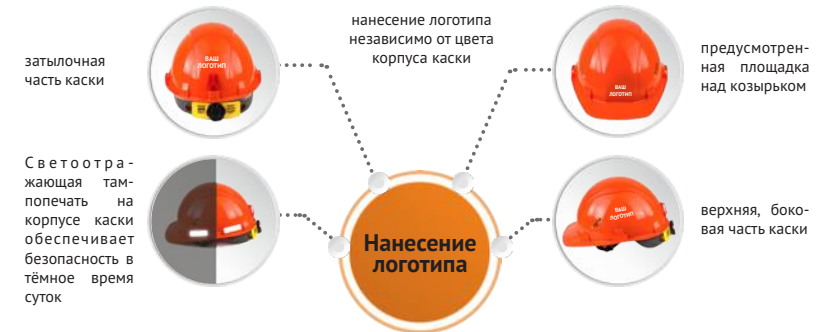 затылочная
часть каски
ВАШ
ЛОГОТИП
нанесение логотипа
независимо от цвета
корпуса каски
ВАШ
ЛОГОТИП
предусмотрен-
ная площадка
над козырьком
Светоотра-
жающая там-
попечать на
корпусе каски
обеспечивает
безопасность в
тёмное время
суток
Нанесение
логотипа
ВАШ
ЛОГОТИП
верхняя, боко-
вая часть каски